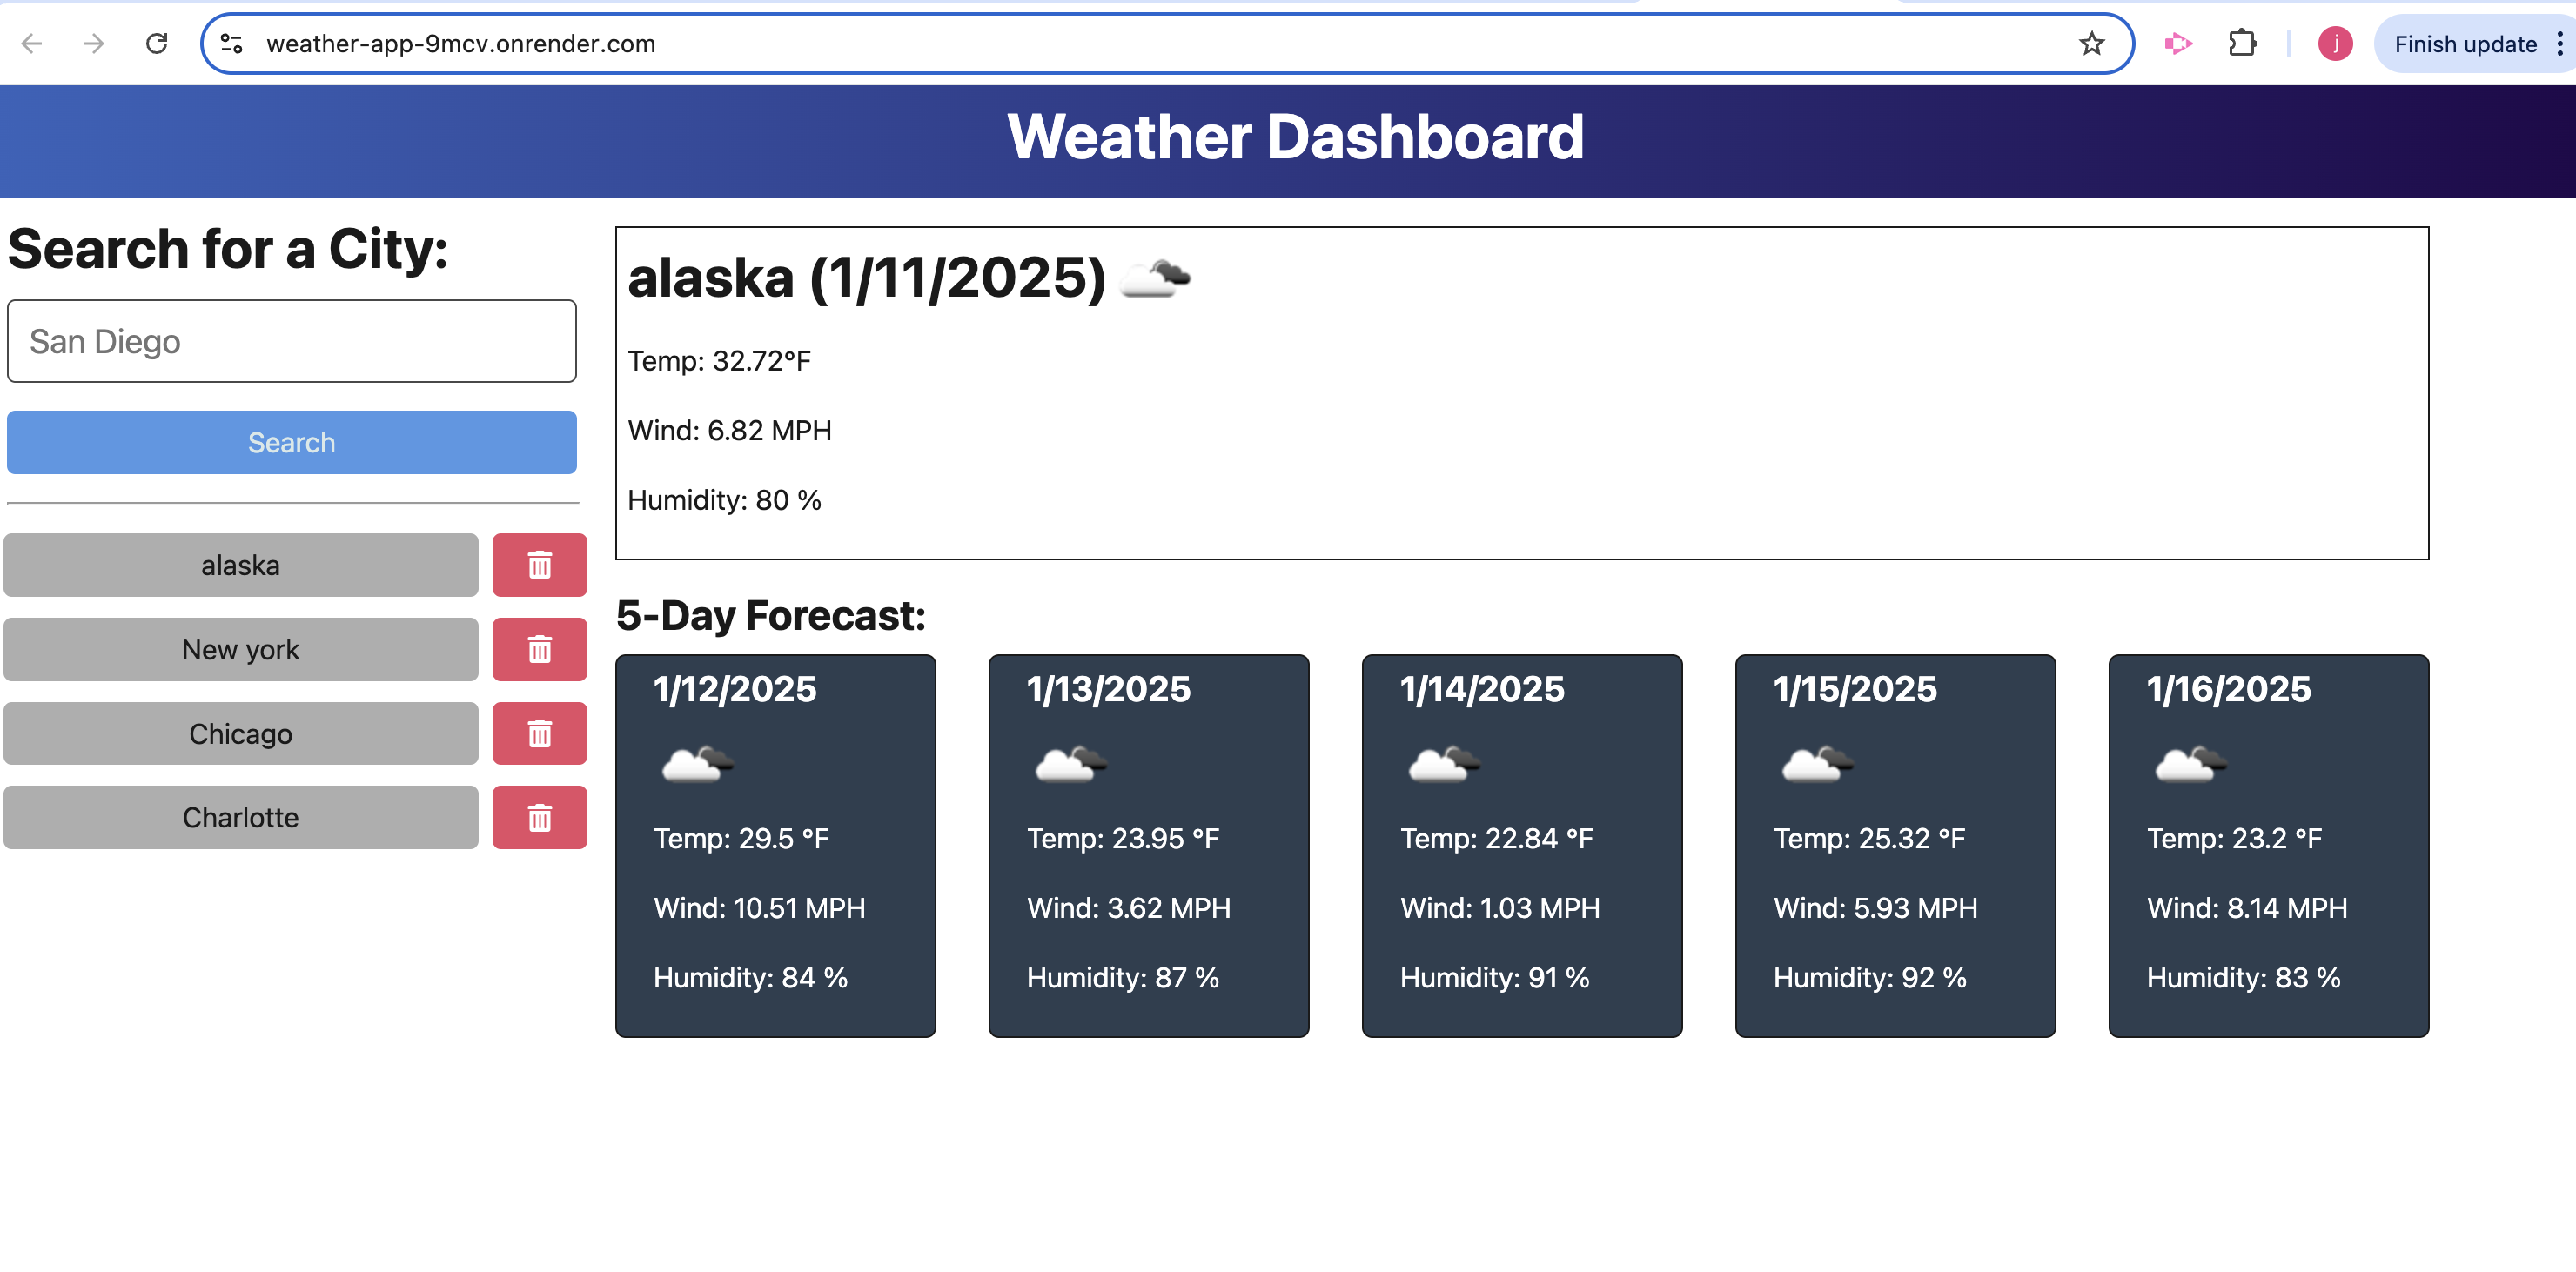 weather-app-9mcv.onrender.com
j
Finish update
Weather Dashboard
Search for a City:
San Diego
Search
alaska
New york
Chicago
Charlotte
alaska (1/11/2025)
Temp: 32.72°F
Wind: 6.82 MPH
Humidity: 80 %
5-Day Forecast:
1/12/2025
Temp: 29.5 °F
Wind: 10.51 MPH
Humidity: 84 %
1/13/2025
Temp: 23.95 °F
Wind: 3.62 MPH
Humidity: 87 %
1/14/2025
Temp: 22.84 °F
Wind: 1.03 MPH
Humidity: 91 %
1/15/2025
Temp: 25.32 °F
Wind: 5.93 MPH
Humidity: 92 %
1/16/2025
Temp: 23.2 °F
Wind: 8.14 MPH
Humidity: 83 %